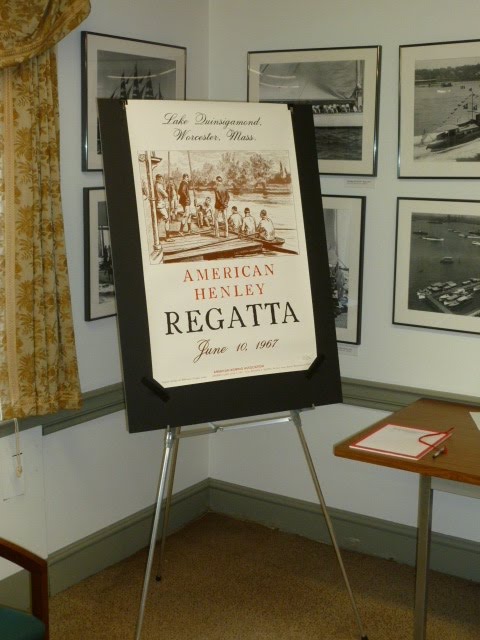 Lake Quinsigamond,
Worcester, Mass.
AMERICAN
HENLEY
REGATTA
June 10, 1967